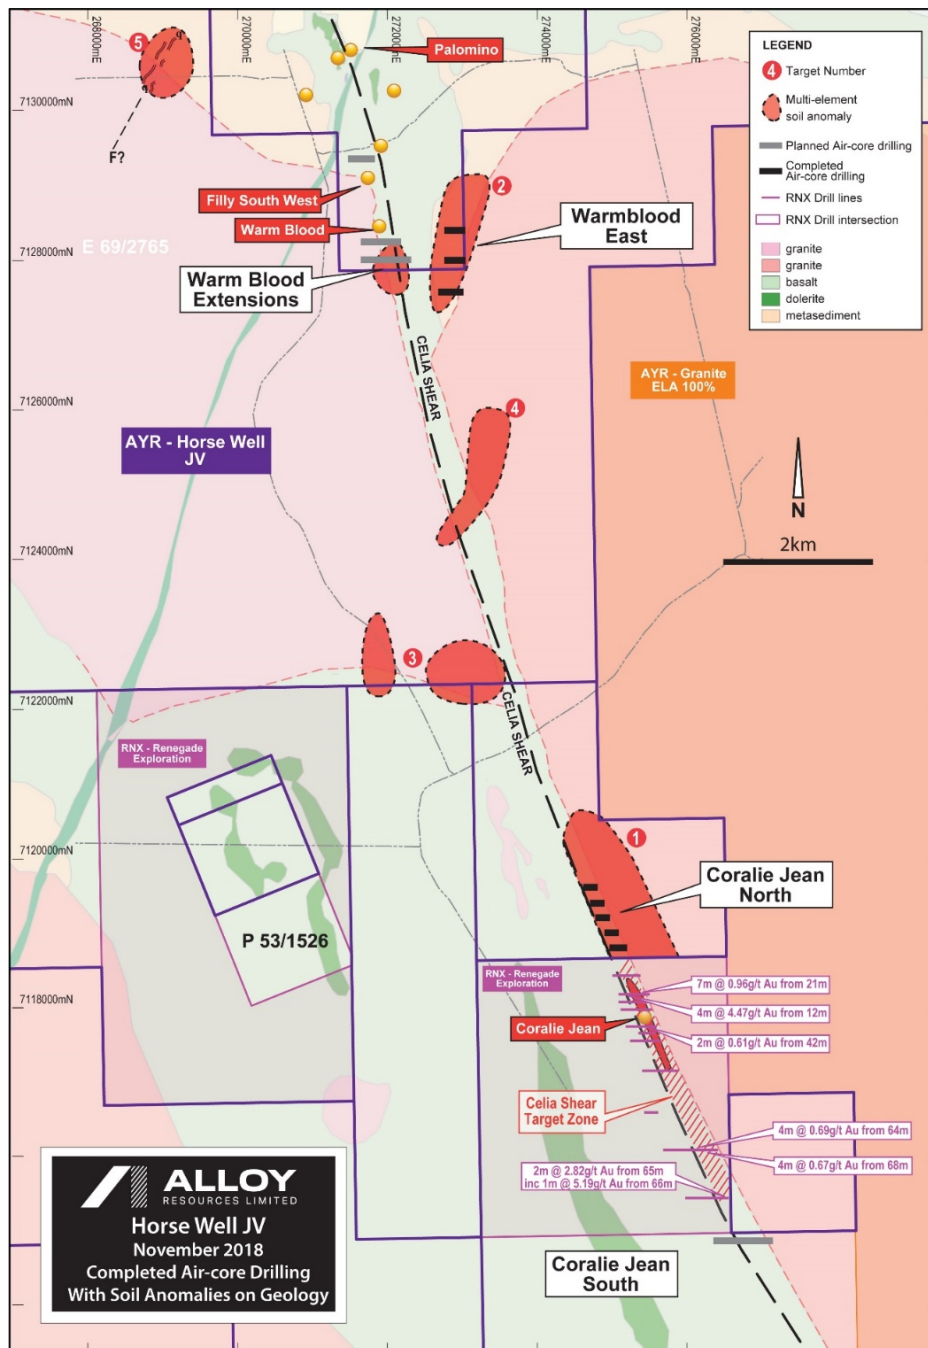 268000mE
270000mE
272000mE
274000mE
276000mE
LEGEND
4 Target Number
Multi-element
soil anomaly
Planned Air-core drilling
Completed
Air-core drilling
RNX Drill lines
RNX Drill intersection
granite
granite
basalt
dolerite
metasediment
5
Palomino
7130000mN
F?
Filly South West
2
Warm Blood
Warmblood
East
E 69/2765
7128000mN
Warm Blood
Extensions
CELIA SHEAR
AYR - Granite
ELA 100%
7126000mN
4
AYR - Horse Well
JV
N
2km
7124000mN
3
7122000mN
CELIA SHEAR
RNX - Renegade
Exploration
1
7120000mN
Coralie Jean
North
P 53/1526
RNX - Renegade
Exploration
7m @ 0.96g/t Au from 21m
7118000mN
4m @ 4.47g/t Au from 12m
Coralie Jean
2m @ 0.61g/t Au from 42m
Celia Shear
Target Zone
4m @ 0.69g/t Au from 64m
4m @ 0.67g/t Au from 68m
2m @ 2.82g/t Au from 65m
inc 1m @ 5.19g/t Au from 66m
ALLOY
RESOURCES LIMITED
Horse Well JV
November 2018
Completed Air-core Drilling
With Soil Anomalies on Geology
Coralie Jean
South